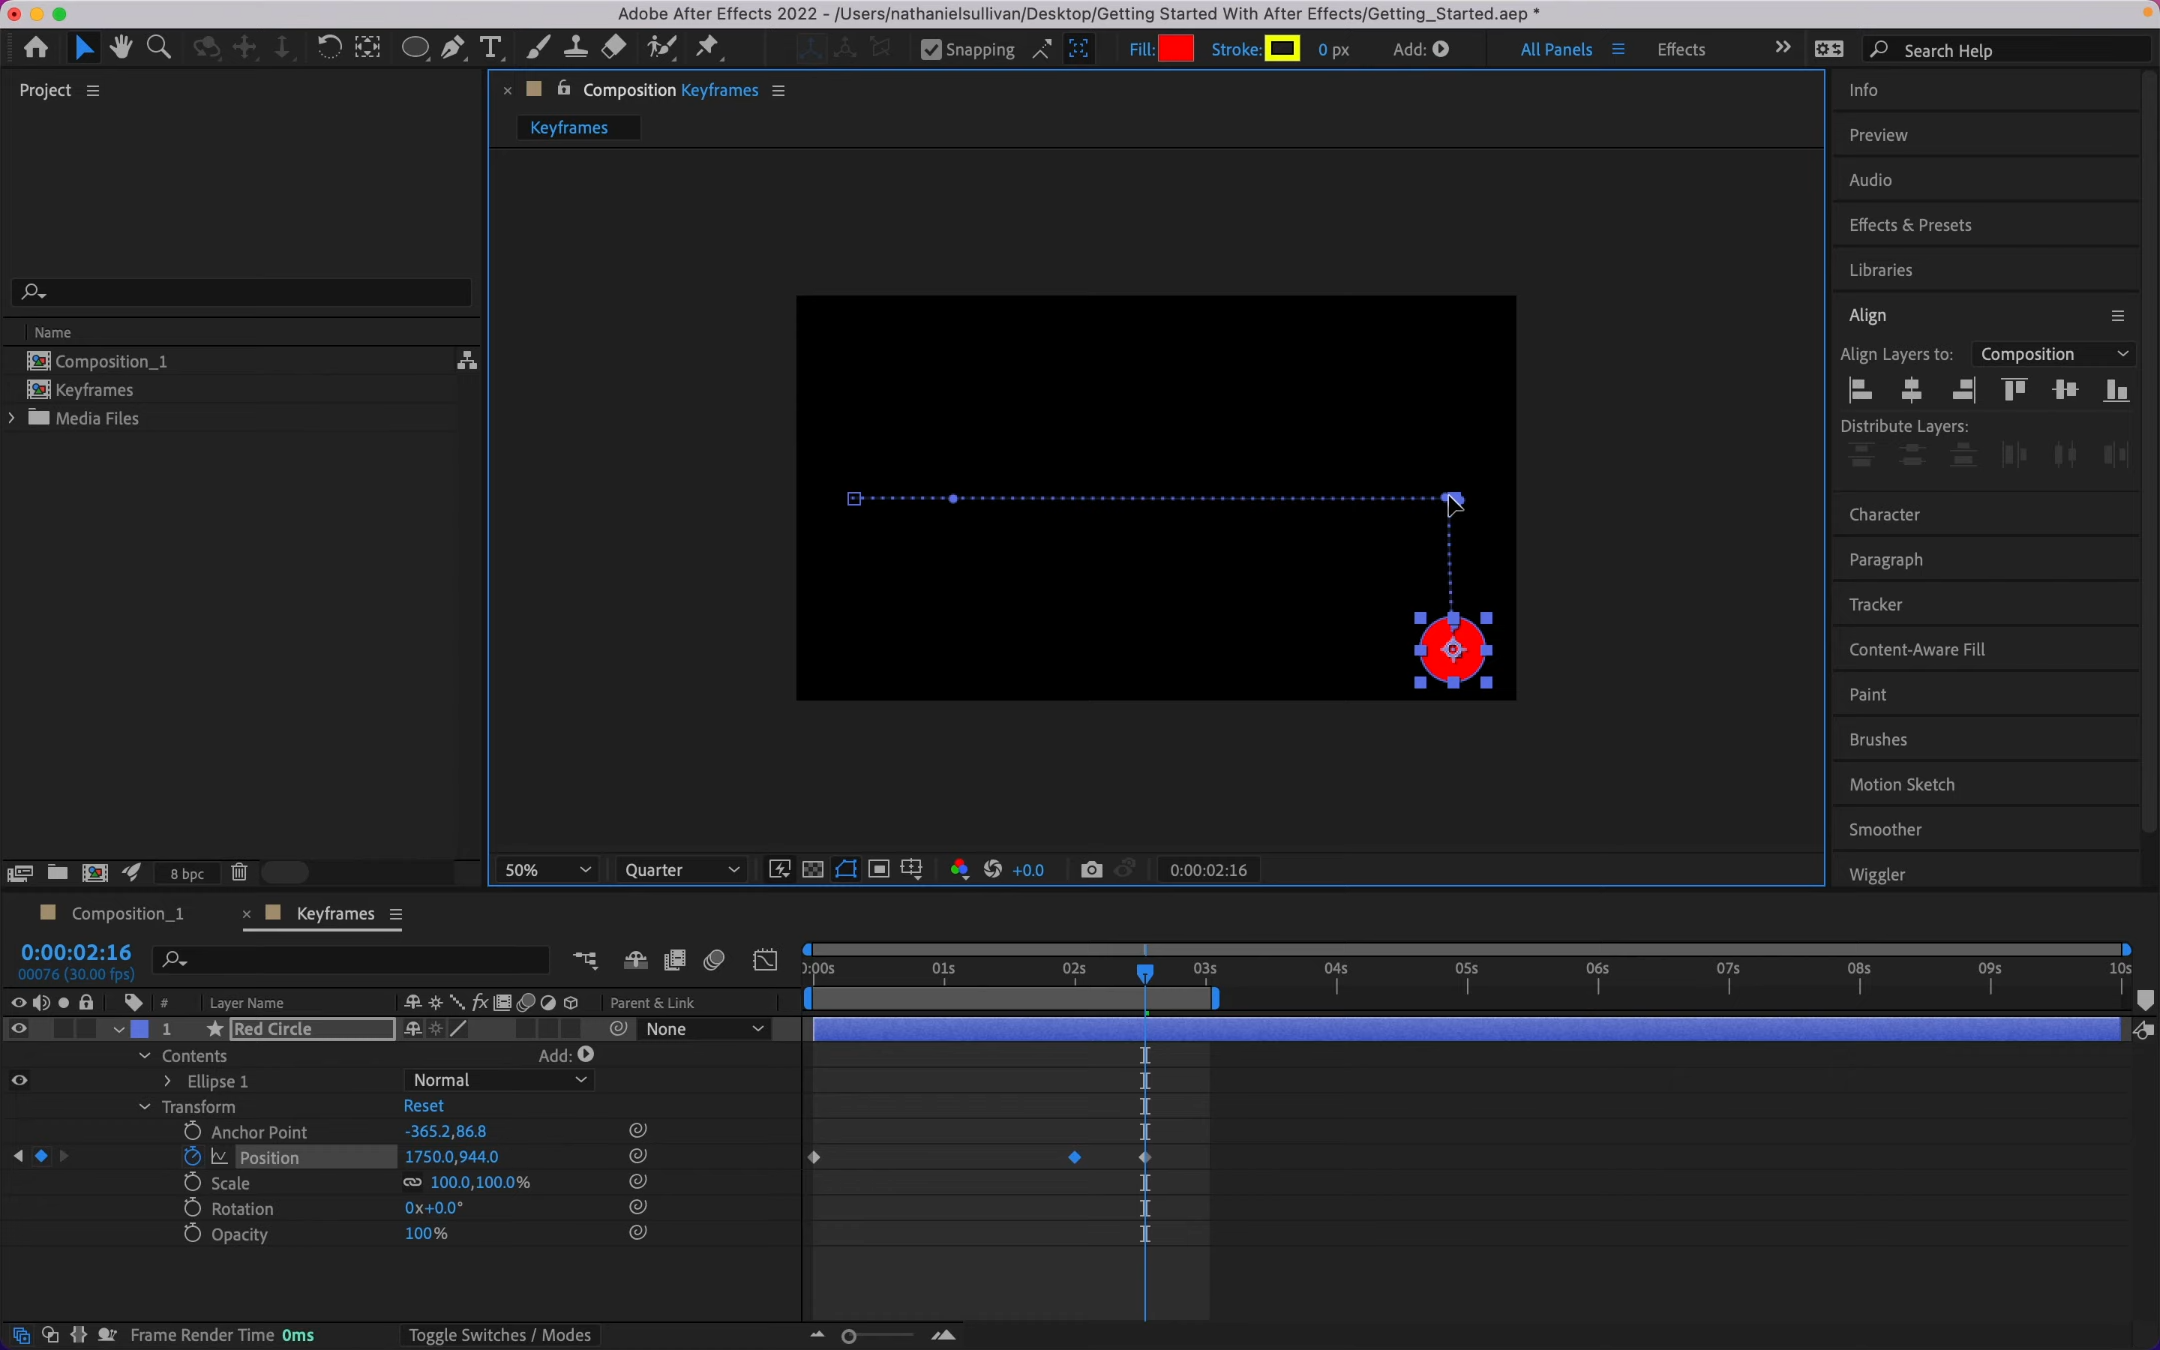 Adobe After Effects 2022 - /Users/nathanielsullivan/Desktop/Getting Started With After Effects/Getting_Started.aep *
Snapping Fill: Stroke: 0 px Add: All Panels Effects Search Help
Project
Composition Keyframes
Keyframes
Name
Composition_1
Keyframes
Media Files
Info
Preview
Audio
Effects & Presets
Libraries
Align
Align Layers to: Composition
Distribute Layers:
Character
Paragraph
Tracker
Content-Aware Fill
Paint
Brushes
Motion Sketch
Smoother
Wiggler
8 bpc
50% Quarter +0.0 0:00:02:16
Composition_1 Keyframes
0:00:02:16
00076 (30.00 fps)
0:00s 01s 02s 03s 04s 05s 06s 07s 08s 09s 10s
# Layer Name fx Parent & Link
1 Red Circle None
Contents Add:
Ellipse 1 Normal
Transform Reset
Anchor Point -365.2,86.8
Position 1750.0,944.0
Scale 100.0,100.0%
Rotation 0x+0.0°
Opacity 100%
Frame Render Time 0ms Toggle Switches / Modes